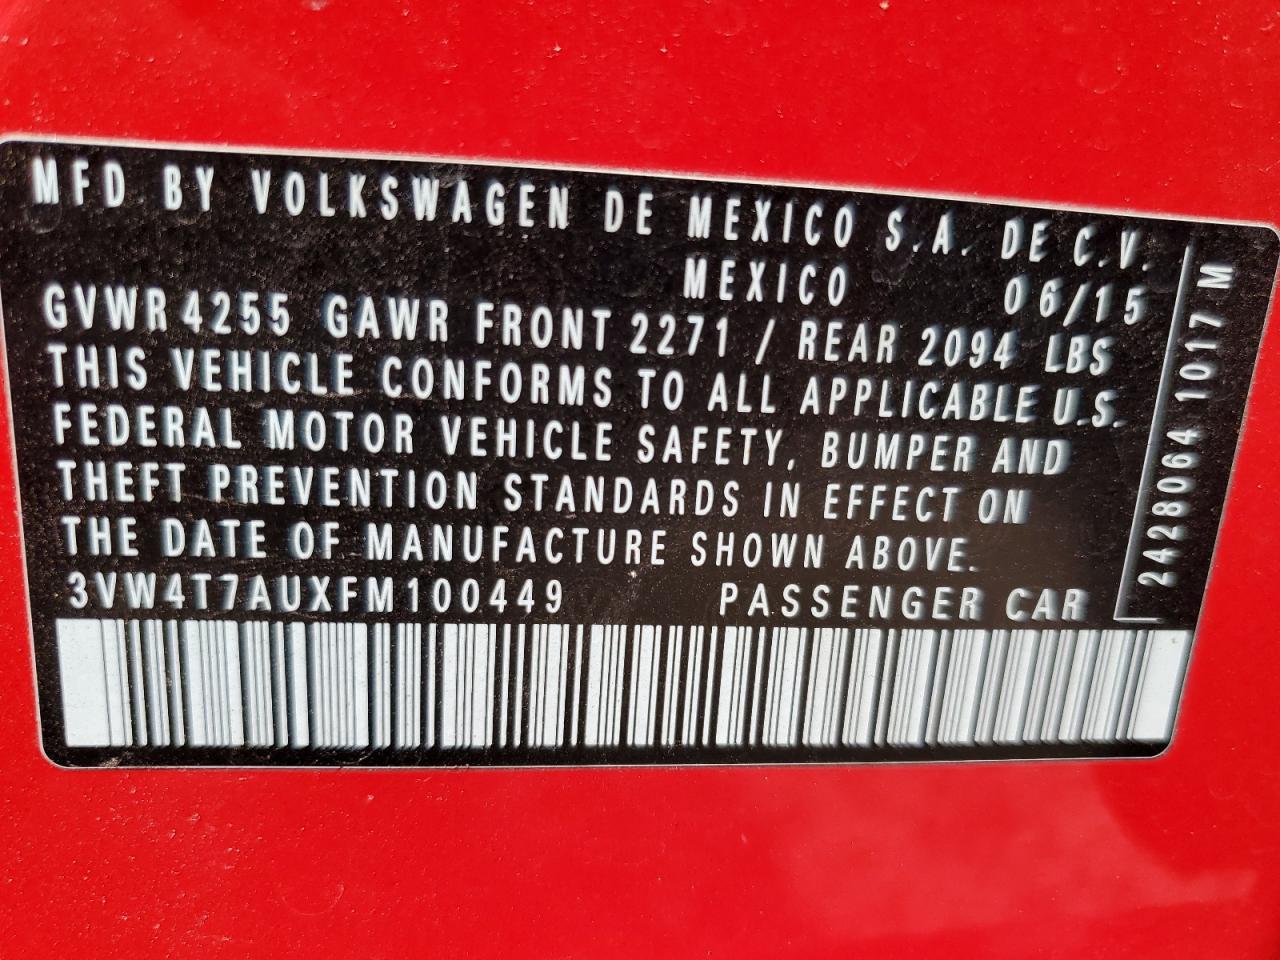 MFD BY VOLKSWAGEN DE MEXICO S.A. DE C.V.
MEXICO 06/15
GVWR 4255 GAWR FRONT 2271 / REAR 2094 LBS
THIS VEHICLE CONFORMS TO ALL APPLICABLE U.S.
FEDERAL MOTOR VEHICLE SAFETY, BUMPER AND
THEFT PREVENTION STANDARDS IN EFFECT ON
THE DATE OF MANUFACTURE SHOWN ABOVE.
3VW4T7AUXFM100449 PASSENGER CAR
2428064 1017 M